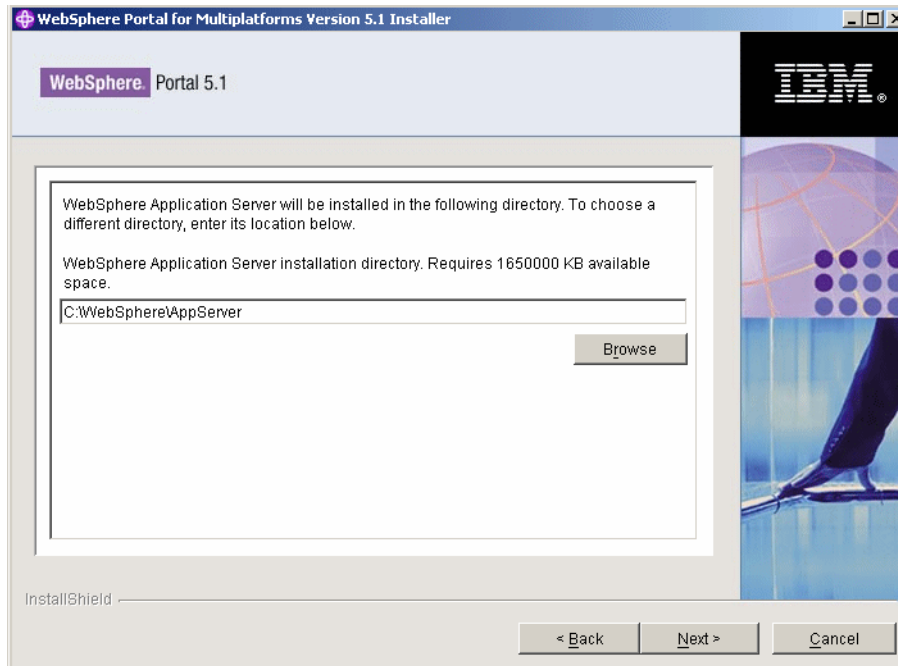 WebSphere Portal for Multiplatforms Version 5.1 Installer
WebSphere. Portal 5.1
IBM®
WebSphere Application Server will be installed in the following directory. To choose a
different directory, enter its location below.
WebSphere Application Server installation directory. Requires 1650000 KB available
space.
C:\WebSphere\AppServer
Browse
InstallShield
< Back
Next >
Cancel